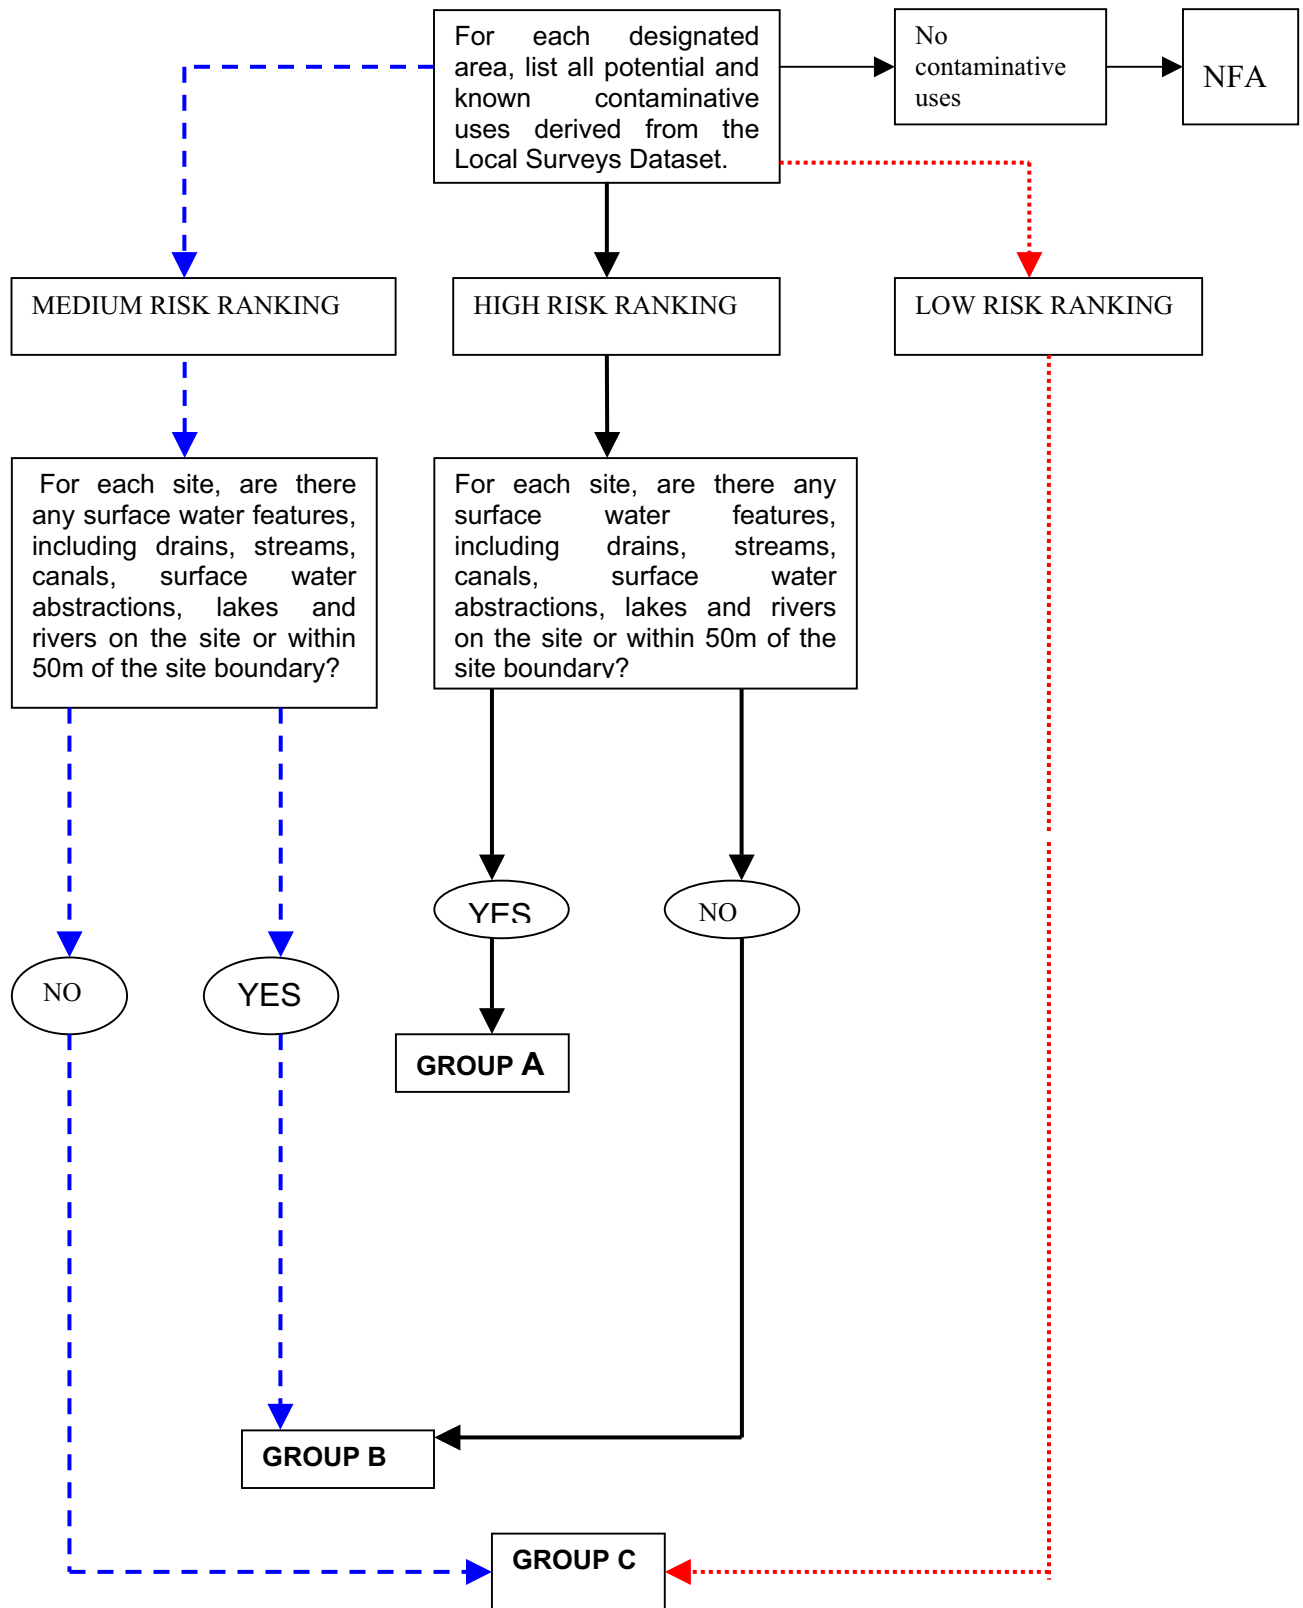 For each designated
area, list all potential and
known contaminative
uses derived from the
Local Surveys Dataset.
No
contaminative
uses
NFA
MEDIUM RISK RANKING
HIGH RISK RANKING
LOW RISK RANKING
For each site, are there
any surface water features,
including drains, streams,
canals, surface water
abstractions, lakes and
rivers on the site or within
50m of the site boundary?
For each site, are there any
surface water features,
including drains, streams,
canals, surface water
abstractions, lakes and rivers
on the site or within 50m of the
site boundary?
YES
NO
NO
YES
GROUP A
GROUP B
GROUP C